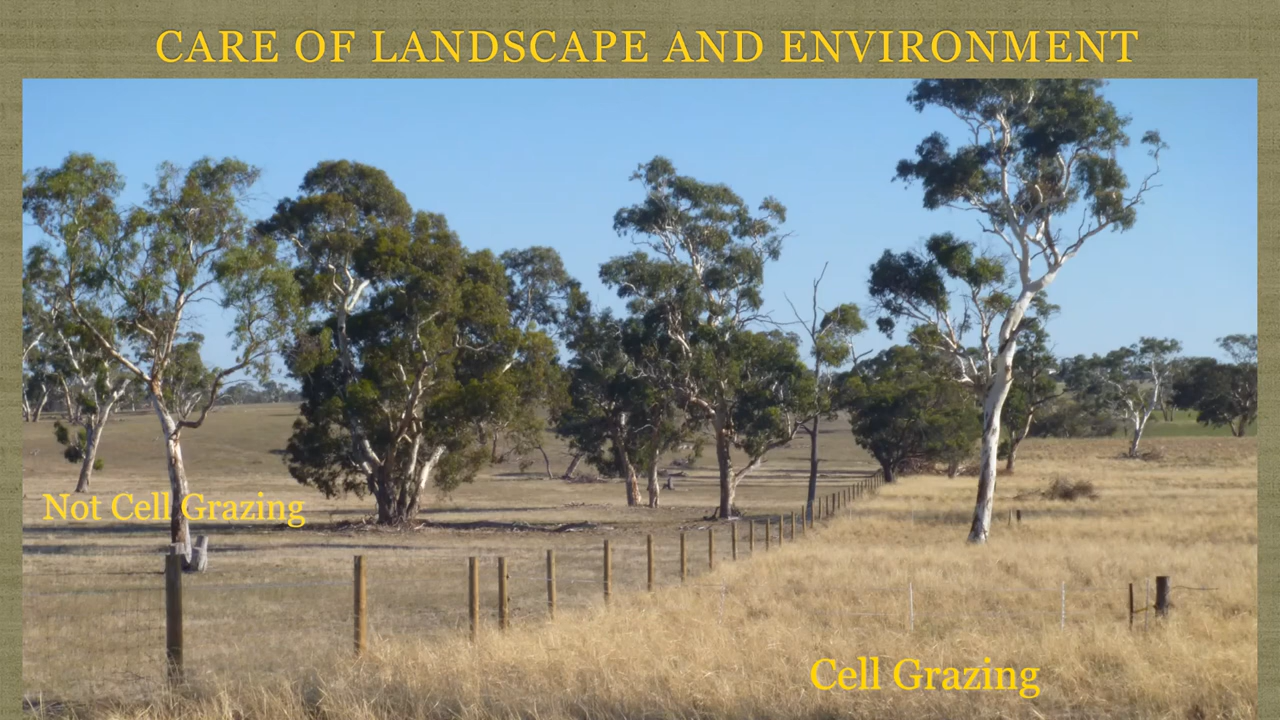 CARE OF LANDSCAPE AND ENVIRONMENT
Not Cell Grazing
Cell Grazing